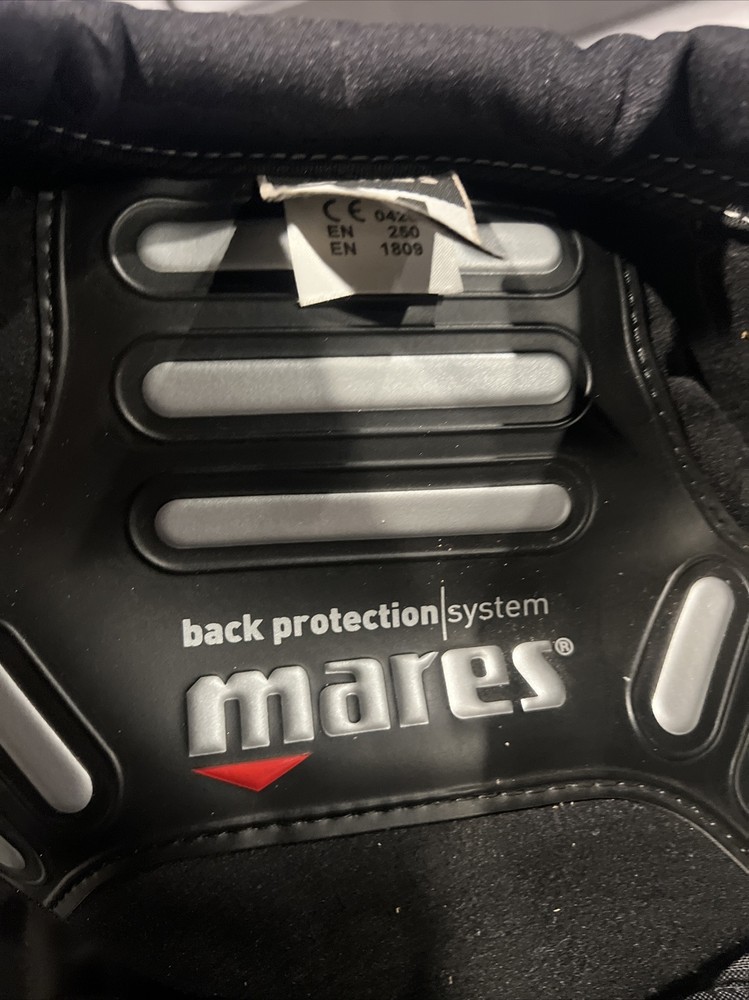 CE
EN 250
EN 1809
back protection|system
mares®